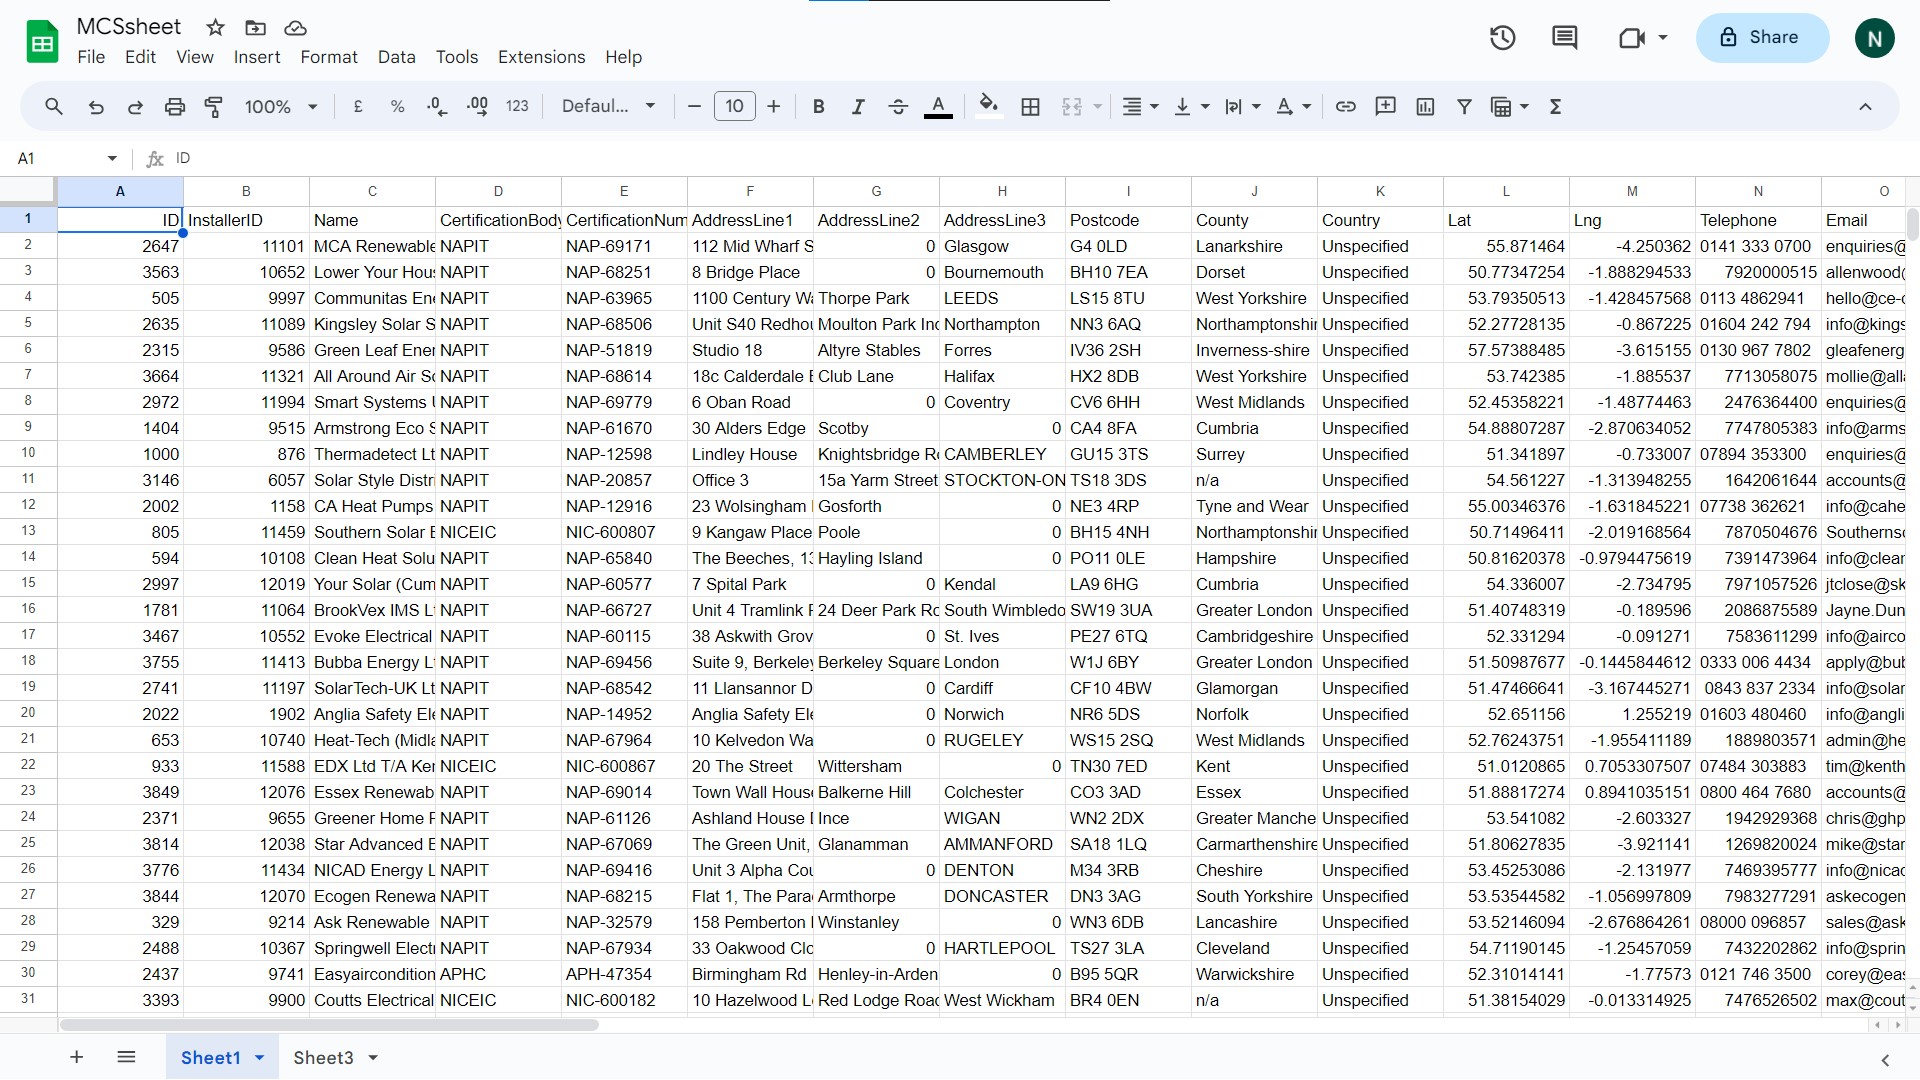 MCSsheet
File Edit View Insert Format Data Tools Extensions Help
Share
N
100% £ % .0 .00 123 Defaul... 10 B I A
A1 fx ID
A B C D E F G H I J K L M N O
1 ID InstallerID Name CertificationBody CertificationNum AddressLine1 AddressLine2 AddressLine3 Postcode County Country Lat Lng Telephone Email
2 2647 11101 MCA Renewable NAPIT NAP-69171 112 Mid Wharf S 0 Glasgow G4 0LD Lanarkshire Unspecified 55.871464 -4.250362 0141 333 0700 enquiries@
3 3563 10652 Lower Your Hous NAPIT NAP-68251 8 Bridge Place 0 Bournemouth BH10 7EA Dorset Unspecified 50.77347254 -1.888294533 7920000515 allenwood@
4 505 9997 Communitas Ene NAPIT NAP-63965 1100 Century Wa Thorpe Park LEEDS LS15 8TU West Yorkshire Unspecified 53.79350513 -1.428457568 0113 4862941 hello@ce-
5 2635 11089 Kingsley Solar S NAPIT NAP-68506 Unit S40 Redhou Moulton Park Ind Northampton NN3 6AQ Northamptonshir Unspecified 52.27728135 -0.867225 01604 242 794 info@kings
6 2315 9586 Green Leaf Ener NAPIT NAP-51819 Studio 18 Altyre Stables Forres IV36 2SH Inverness-shire Unspecified 57.57388485 -3.615155 0130 967 7802 gleafenerg
7 3664 11321 All Around Air So NAPIT NAP-68614 18c Calderdale Club Lane Halifax HX2 8DB West Yorkshire Unspecified 53.742385 -1.885537 7713058075 mollie@all
8 2972 11994 Smart Systems NAPIT NAP-69779 6 Oban Road 0 Coventry CV6 6HH West Midlands Unspecified 52.45358221 -1.48774463 2476364400 enquiries@
9 1404 9515 Armstrong Eco S NAPIT NAP-61670 30 Alders Edge Scotby 0 CA4 8FA Cumbria Unspecified 54.88807287 -2.870634052 7747805383 info@arms
10 1000 876 Thermadetect Lt NAPIT NAP-12598 Lindley House Knightsbridge Ro CAMBERLEY GU15 3TS Surrey Unspecified 51.341897 -0.733007 07894 353300 enquiries@
11 3146 6057 Solar Style Distri NAPIT NAP-20857 Office 3 15a Yarm Street STOCKTON-ON TS18 3DS n/a Unspecified 54.561227 -1.313948255 1642061644 accounts@
12 2002 1158 CA Heat Pumps NAPIT NAP-12916 23 Wolsingham Gosforth 0 NE3 4RP Tyne and Wear Unspecified 55.00346376 -1.631845221 07738 362621 info@cahe
13 805 11459 Southern Solar E NICEIC NIC-600807 9 Kangaw Place Poole 0 BH15 4NH Northamptonshir Unspecified 50.71496411 -2.019168564 7870504676 Southerns
14 594 10108 Clean Heat Solu NAPIT NAP-65840 The Beeches, 13 Hayling Island 0 PO11 0LE Hampshire Unspecified 50.81620378 -0.9794475619 7391473964 info@clear
15 2997 12019 Your Solar (Cum NAPIT NAP-60577 7 Spital Park 0 Kendal LA9 6HG Cumbria Unspecified 54.336007 -2.734795 7971057526 jtclose@sk
16 1781 11064 BrookVex IMS Lt NAPIT NAP-66727 Unit 4 Tramlink P 24 Deer Park Ro South Wimbledo SW19 3UA Greater London Unspecified 51.40748319 -0.189596 2086875589 Jayne.Dun
17 3467 10552 Evoke Electrical NAPIT NAP-60115 38 Askwith Grov 0 St. Ives PE27 6TQ Cambridgeshire Unspecified 52.331294 -0.091271 7583611299 info@airco
18 3755 11413 Bubba Energy Lt NAPIT NAP-69456 Suite 9, Berkeley Berkeley Square London W1J 6BY Greater London Unspecified 51.50987677 -0.1445844612 0333 006 4434 apply@bub
19 2741 11197 SolarTech-UK Lt NAPIT NAP-68542 11 Llansannor D 0 Cardiff CF10 4BW Glamorgan Unspecified 51.47466641 -3.167445271 0843 837 2334 info@solar
20 2022 1902 Anglia Safety Ele NAPIT NAP-14952 Anglia Safety Ele 0 Norwich NR6 5DS Norfolk Unspecified 52.651156 1.255219 01603 480460 info@angli
21 653 10740 Heat-Tech (Midla NAPIT NAP-67964 10 Kelvedon Wa 0 RUGELEY WS15 2SQ West Midlands Unspecified 52.76243751 -1.955411189 1889803571 admin@he
22 933 11588 EDX Ltd T/A Ken NICEIC NIC-600867 20 The Street Wittersham 0 TN30 7ED Kent Unspecified 51.0120865 0.7053307507 07484 303883 tim@kenth
23 3849 12076 Essex Renewab NAPIT NAP-69014 Town Wall House Balkerne Hill Colchester CO3 3AD Essex Unspecified 51.88817274 0.8941035151 0800 464 7680 accounts@
24 2371 9655 Greener Home P NAPIT NAP-61126 Ashland House Ince WIGAN WN2 2DX Greater Manche Unspecified 53.541082 -2.603327 1942929368 chris@ghp
25 3814 12038 Star Advanced E NAPIT NAP-67069 The Green Unit, Glanamman AMMANFORD SA18 1LQ Carmarthenshire Unspecified 51.80627835 -3.921141 1269820024 mike@star
26 3776 11434 NICAD Energy L NAPIT NAP-69416 Unit 3 Alpha Cou 0 DENTON M34 3RB Cheshire Unspecified 53.45253086 -2.131977 7469395777 info@nicad
27 3844 12070 Ecogen Renewa NAPIT NAP-68215 Flat 1, The Para Armthorpe DONCASTER DN3 3AG South Yorkshire Unspecified 53.53544582 -1.056997809 7983277291 askecogen
28 329 9214 Ask Renewable NAPIT NAP-32579 158 Pemberton Winstanley 0 WN3 6DB Lancashire Unspecified 53.52146094 -2.676864261 08000 096857 sales@ask
29 2488 10367 Springwell Electr NAPIT NAP-67934 33 Oakwood Clo 0 HARTLEPOOL TS27 3LA Cleveland Unspecified 54.71190145 -1.25457059 7432202862 info@sprin
30 2437 9741 Easyaircondition APHC APH-47354 Birmingham Rd Henley-in-Arden 0 B95 5QR Warwickshire Unspecified 52.31014141 -1.77573 0121 746 3500 corey@eas
31 3393 9900 Coutts Electrical NICEIC NIC-600182 10 Hazelwood Lo Red Lodge Road West Wickham BR4 0EN n/a Unspecified 51.38154029 -0.013314925 7476526502 max@cout
Sheet1 Sheet3